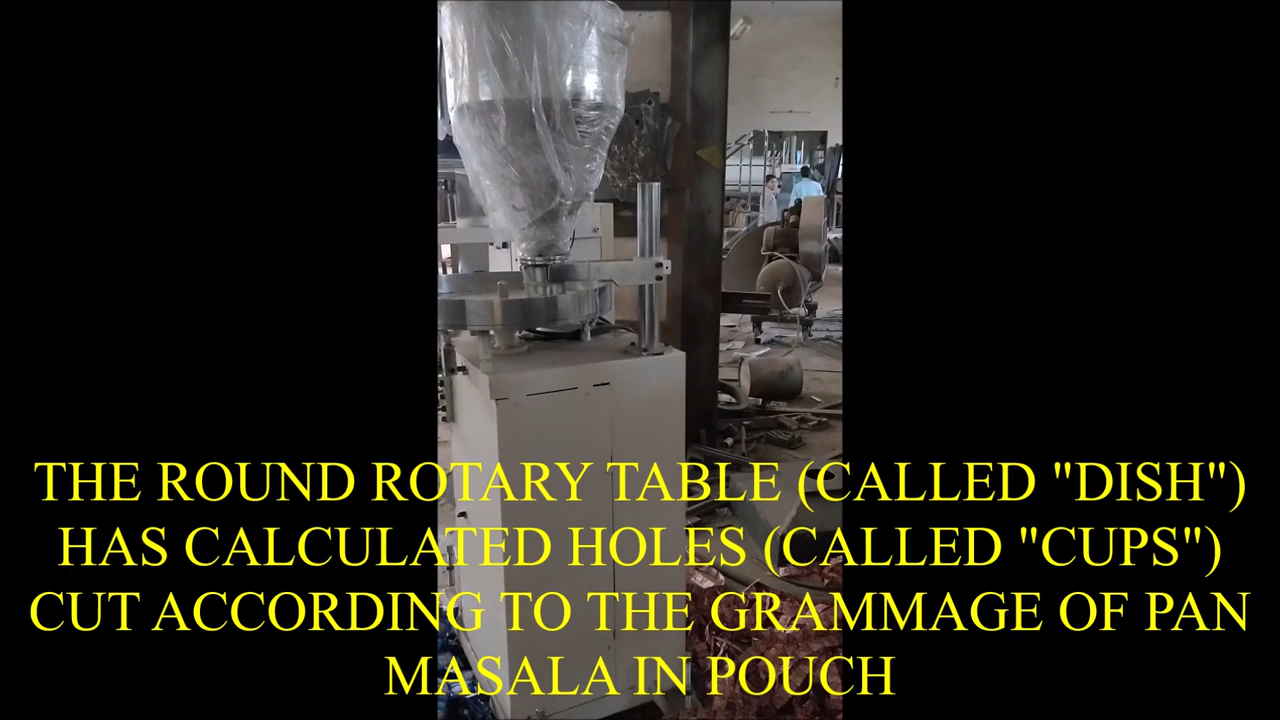 THE ROUND ROTARY TABLE (CALLED "DISH")
HAS CALCULATED HOLES (CALLED "CUPS")
CUT ACCORDING TO THE GRAMMAGE OF PAN
MASALA IN POUCH